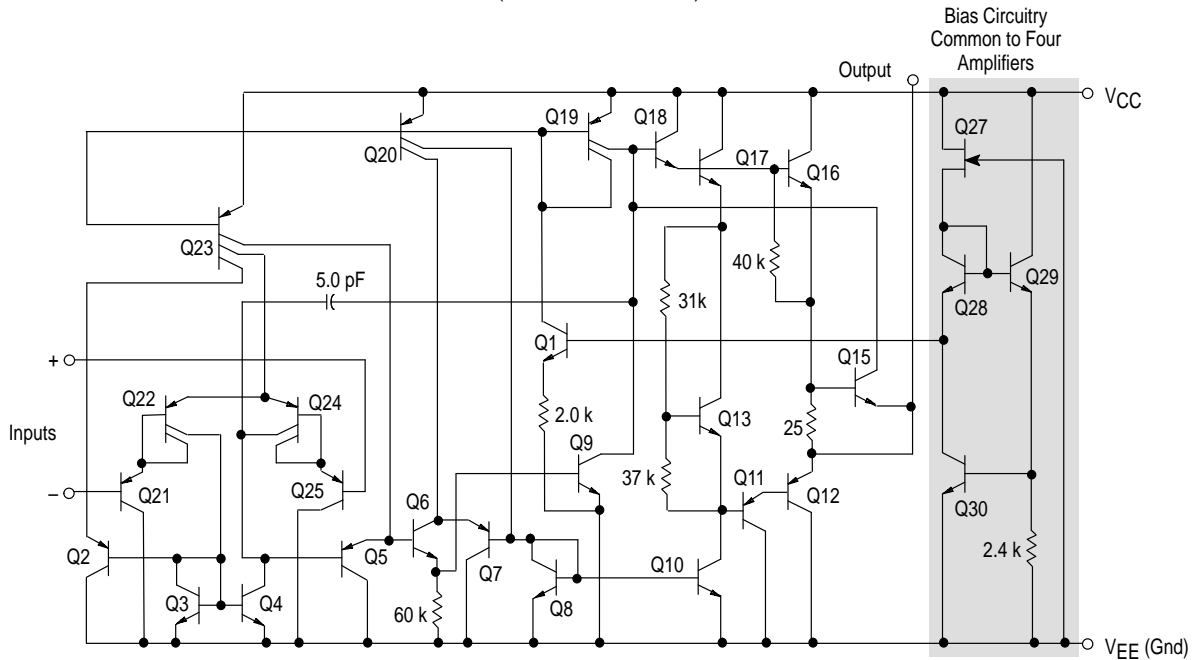 Bias Circuitry
Common to Four
Amplifiers
Output
VCC
Q19
Q18
Q27
Q20
Q17
Q16
Q23
40 k
Q29
5.0 pF
31k
Q28
Q1
+
Q15
Q22
Q24
2.0 k
Q13
25
Inputs
Q9
37 k
Q11
–
Q21
Q25
Q12
Q6
Q30
Q2
Q5
Q7
Q10
2.4 k
Q3
Q4
60 k
Q8
VEE (Gnd)